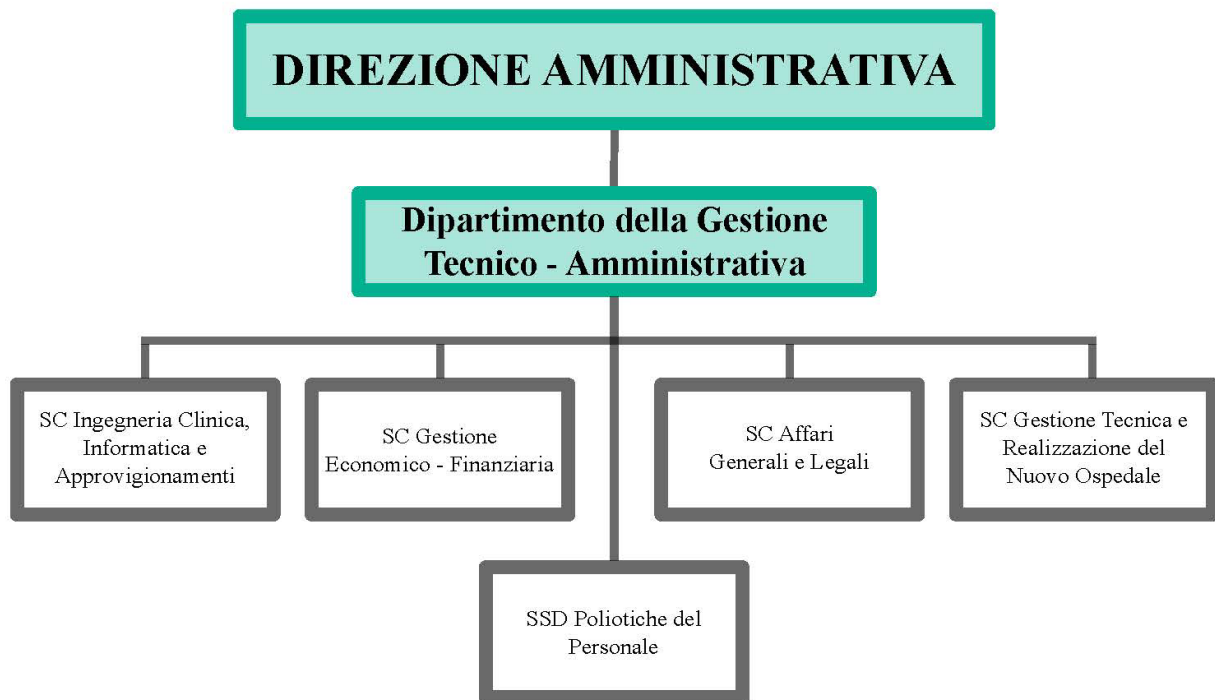 DIREZIONE AMMINISTRATIVA
Dipartimento della Gestione
Tecnico - Amministrativa
SC Ingegneria Clinica,
Informatica e
Approvigionamenti
SC Gestione
Economico - Finanziaria
SC Affari
Generali e Legali
SC Gestione Tecnica e
Realizzazione del
Nuovo Ospedale
SSD Poliotiche del
Personale